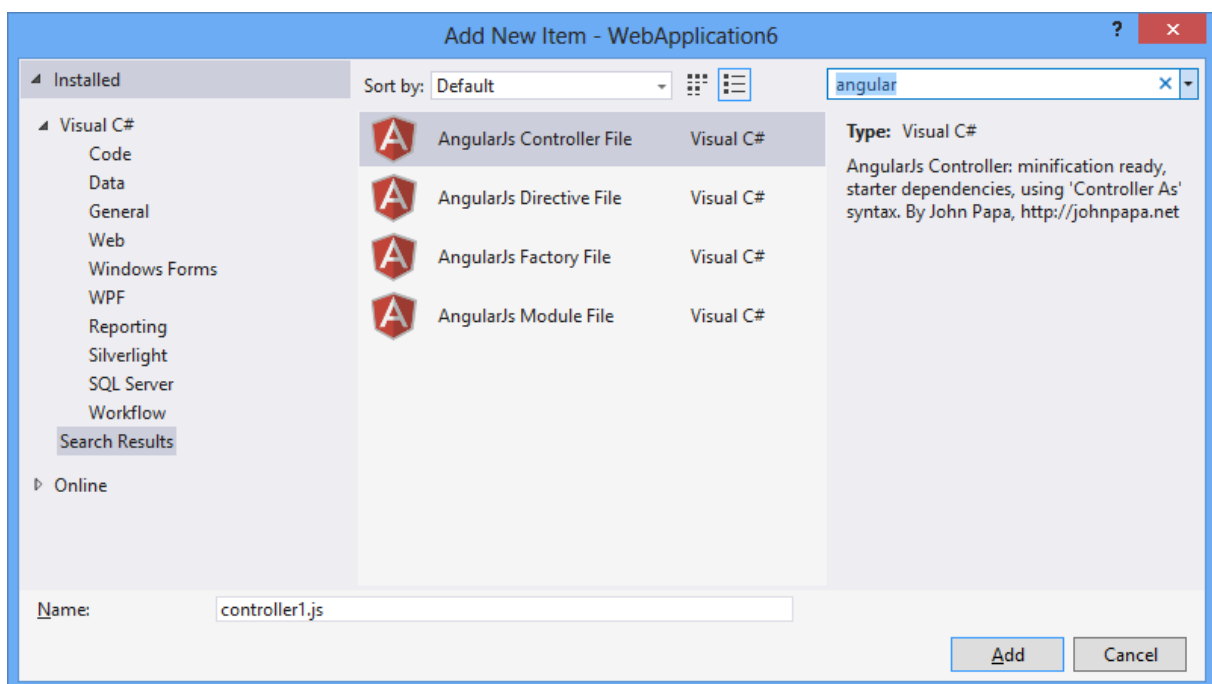 Add New Item - WebApplication6
?
×
Installed
Sort by: Default
angular
×
Visual C#
Code
Data
General
Web
Windows Forms
WPF
Reporting
Silverlight
SQL Server
Workflow
Search Results
Online
A AngularJs Controller File Visual C#
A AngularJs Directive File Visual C#
A AngularJs Factory File Visual C#
A AngularJs Module File Visual C#
Type: Visual C#
AngularJs Controller: minification ready,
starter dependencies, using 'Controller As'
syntax. By John Papa, http://johnpapa.net
Name: controller1.js
Add Cancel